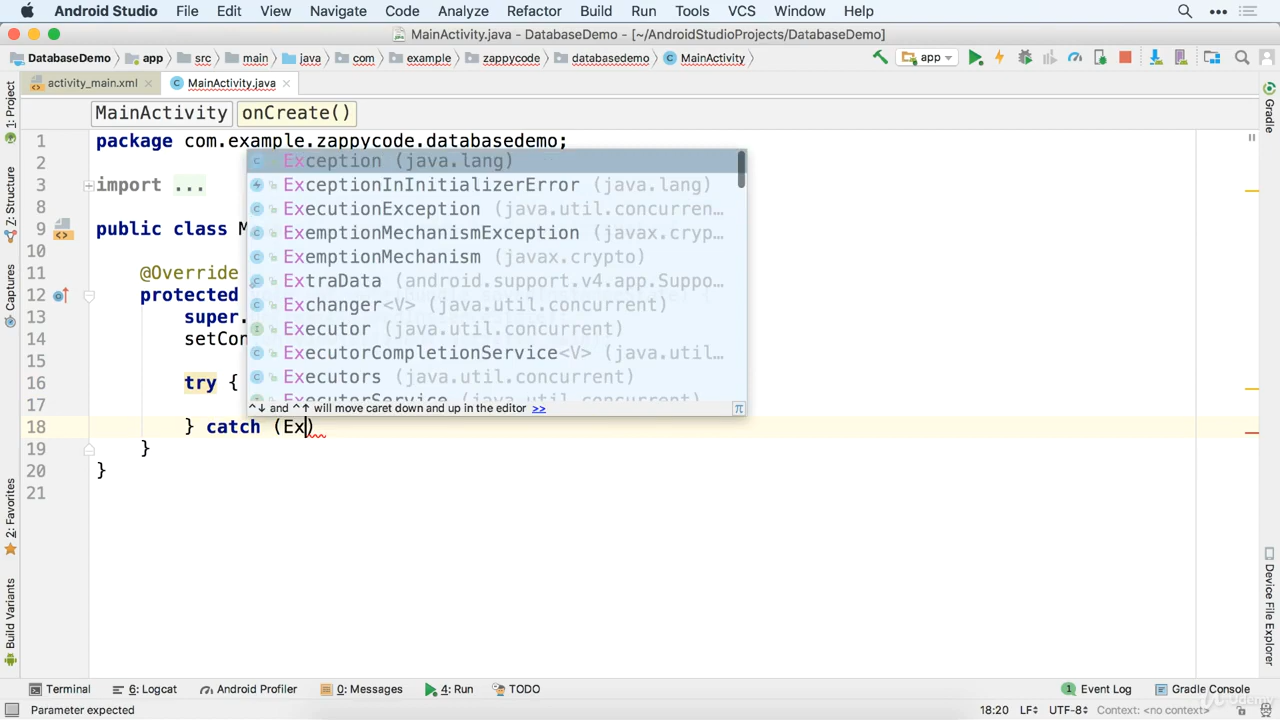 Android Studio File Edit View Navigate Code Analyze Refactor Build Run Tools VCS Window Help
MainActivity.java - DatabaseDemo - [~/AndroidStudioProjects/DatabaseDemo]
DatabaseDemo app src main java com example zappycode databasedemo MainActivity app
activity_main.xml MainActivity.java
MainActivity onCreate()
1 package com.example.zappycode.databasedemo;
2
3 import ...
8
9 public class M
10
11 @Override
12 protected
13 super.
14 setCon
15
16 try {
17
18 } catch (Ex)
19 }
20 }
21
Exception (java.lang)
ExceptionInInitializerError (java.lang)
ExecutionException (java.util.concurren…
ExemptionMechanismException (javax.cryp…
ExemptionMechanism (javax.crypto)
ExtraData (android.support.v4.app.Suppo…
Exchanger<V> (java.util.concurrent)
Executor (java.util.concurrent)
ExecutorCompletionService<V> (java.util…
Executors (java.util.concurrent)
ExecutorService (java.util.concurrent)
^↓ and ^↑ will move caret down and up in the editor >> π
1: Project
Z: Structure
Captures
2: Favorites
Build Variants
Gradle
Device File Explorer
Terminal 6: Logcat Android Profiler 0: Messages 4: Run TODO 1 Event Log Gradle Console
Parameter expected 18:20 LF÷ UTF-8÷ Context: <no context>
Udemy